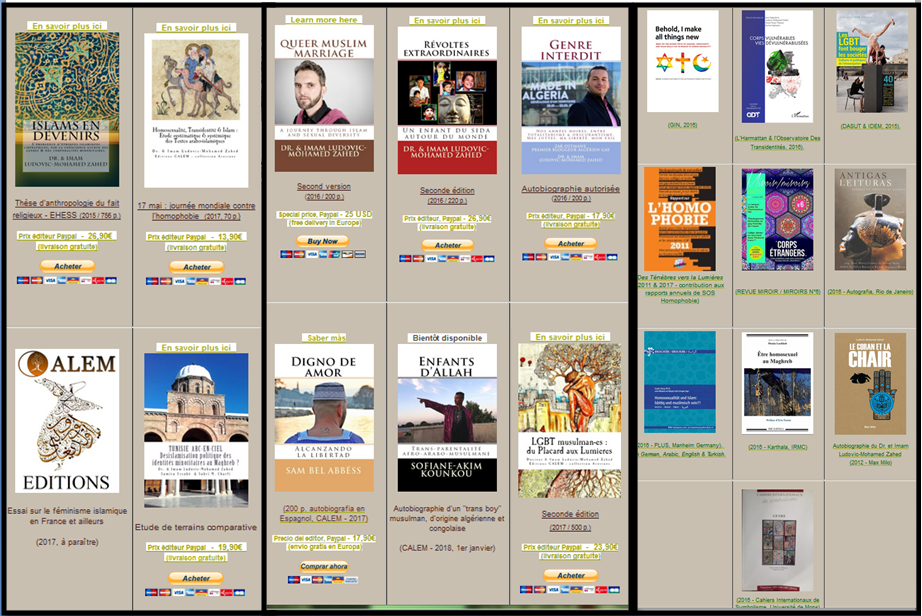 En savoir plus ici
ISLAMS EN
DEVENIRS
DR. & IMAM
LUDOVIC-MOHAMED ZAHED
Thèse d'anthropologie du fait
religieux - EHESS (2015 / 756 p.)
Prix éditeur Paypal - 26,90€
(livraison gratuite)
Acheter
En savoir plus ici
Homosexualité, Transidentité & Islam :
Etude systématique & systémique
des Textes arabo-islamiques
Dr. & Imam Ludovic-Mohamed Zahed
Editions CALEM
17 mai : journée mondiale contre
l'homophobie (2017, 70 p.)
Prix éditeur Paypal - 13,90€
(livraison gratuite)
Acheter
Learn more here
QUEER MUSLIM
MARRIAGE
A JOURNEY THROUGH ISLAM
AND SEXUAL DIVERSITY
DR. & IMAM LUDOVIC-
MOHAMED ZAHED
Second version
(2016 / 200 p.)
Special price, Paypal - 25 USD
(free delivery in Europe)
Buy Now
En savoir plus ici
RÉVOLTES
EXTRAORDINAIRES
UN ENFANT DU SIDA
AUTOUR DU MONDE
DR. & IMAM LUDOVIC-
MOHAMED ZAHED
Seconde édition
(2016 / 220 p.)
Prix éditeur, Paypal - 26,90€
(livraison gratuite)
Acheter
En savoir plus ici
GENRE
INTERDIT
MADE IN
ALGERIA
Autobiographie autorisée
(2016 / 200 p.)
Prix éditeur, Paypal - 17,90€
(livraison gratuite)
Acheter
Behold, I make
all things new
(GIN, 2016)
CORPS VULNÉRABLES
VIES DÉVULNÉRABILISÉES
ODT
(L'Harmattan & l'Observatoire Des
Transidentités, 2016).
Les LGBT
font bouger
les sociétés
40
(DASUT & IDEM, 2015).
L'HOMO
PHOBIE
2011
Des Ténèbres vers la Lumières
2011 & 2017 - contribution aux
rapports annuels de SOS
Homophobie)
CORPS
ÉTRANGERS.
(REVUE MIROIR / MIROIRS N°6)
ANTIGAS
LEITURAS
(2016 - Autografia, Rio de Janeiro)
CALEM
EDITIONS
Essai sur le féminisme islamique
en France et ailleurs
(2017, à paraître)
En savoir plus ici
TUNISIE ARC-EN-CIEL
Désislamisation politique des
identités minoritaires au Maghreb ?
Dr. & Imam Ludovic-Mohamed Zahed
Etude de terrains comparative
Prix éditeur Paypal - 19,90€
(livraison gratuite)
Acheter
Saber más
DIGNO DE
AMOR
ALCANZANDO
LA LIBERTAD
SAM BEL ABBÈSS
(200 p. autobiografia en
Espagnol, CALEM - 2017)
Precio del editor, Paypal - 17,90€
(envio gratis en Europa)
Comprar ahora
Bientôt disponible
ENFANTS
D'ALLAH
TRANS-PARENTALITÉ
AFRO-ARABO-MUSULMANE
SOFIANE-AKIM
KOUNKOU
Autobiographie d'un "trans boy"
musulman, d'origine algérienne et
congolaise
(CALEM - 2018, 1er janvier)
En savoir plus ici
LGBT musulman-es :
du Placard aux Lumières
Seconde édition
(2017 / 500 p.)
Prix éditeur Paypal - 23,90€
(livraison gratuite)
Acheter
2016 - PLUS, Manheim Germany),
German, Arabic, English & Turkish.
Être homosexuel
au Maghreb
(2016 - Karthala, IRMC)
LE CORAN ET LA
CHAIR
Autobiographie du Dr. et Imam
Ludovic-Mohamed Zahed
(2012 - Max Milo)
(2016 - Cahiers Internationaux de
Symbolisme, Université de Mons)